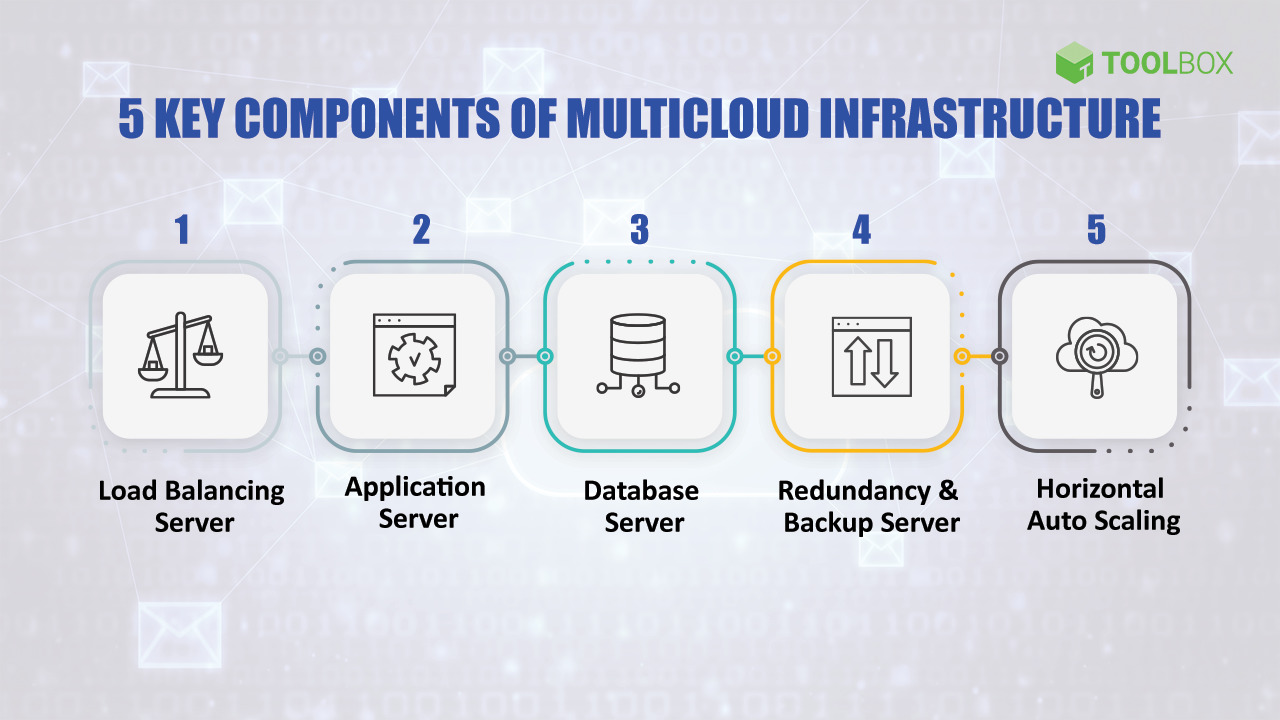 TOOLBOX
5 KEY COMPONENTS OF MULTICLOUD INFRASTRUCTURE
1
2
3
4
5
Load Balancing
Server
Application
Server
Database
Server
Redundancy &
Backup Server
Horizontal
Auto Scaling